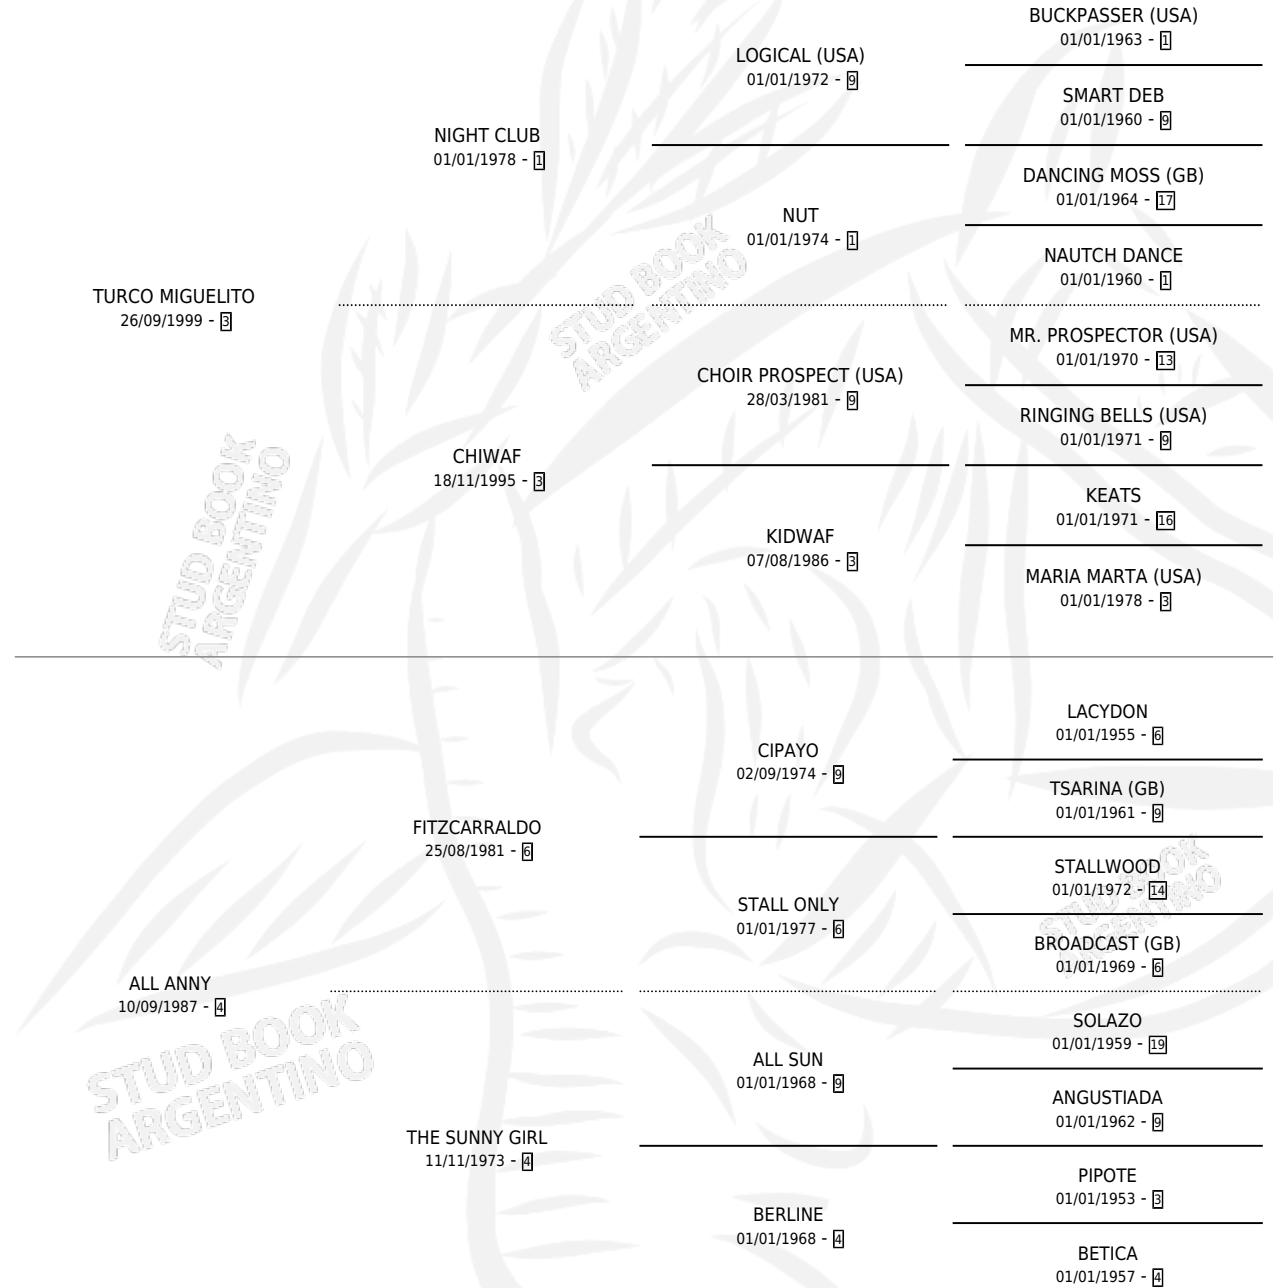 BUCKPASSER (USA)
01/01/1963 - 1
LOGICAL (USA)
01/01/1972 - 9
SMART DEB
01/01/1960 - 9
NIGHT CLUB
01/01/1978 - 1
DANCING MOSS (GB)
01/01/1964 - 17
NUT
01/01/1974 - 1
NAUTCH DANCE
01/01/1960 - 1
TURCO MIGUELITO
26/09/1999 - 3
STUD BOOK
ARGENTINO
MR. PROSPECTOR (USA)
01/01/1970 - 13
CHOIR PROSPECT (USA)
28/03/1981 - 9
RINGING BELLS (USA)
01/01/1971 - 9
CHIWAF
18/11/1995 - 3
KEATS
01/01/1971 - 16
KIDWAF
07/08/1986 - 3
MARIA MARTA (USA)
01/01/1978 - 3
STUD BOOK
ARGENTINO
LACYDON
01/01/1955 - 6
CIPAYO
02/09/1974 - 9
TSARINA (GB)
01/01/1961 - 9
FITZCARRALDO
25/08/1981 - 6
STALLWOOD
01/01/1972 - 14
STALL ONLY
01/01/1977 - 6
STUD BOOK
ARGENTINO
BROADCAST (GB)
01/01/1969 - 6
ALL ANNY
10/09/1987 - 4
SOLAZO
01/01/1959 - 19
ALL SUN
01/01/1968 - 9
STUD BOOK
ARGENTINO
ANGUSTIADA
01/01/1962 - 9
THE SUNNY GIRL
11/11/1973 - 4
PIPOTE
01/01/1953 - 3
BERLINE
01/01/1968 - 4
BETICA
01/01/1957 - 4